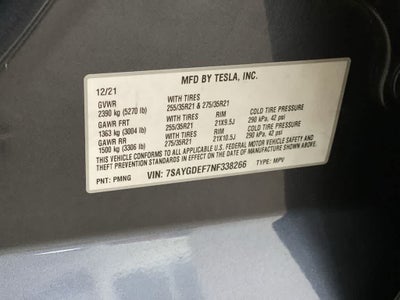 MFD BY TESLA, INC.
12/21
GVWR WITH TIRES
2390 kg (5270 lb) 255/35R21 & 275/35R21
GAWR FRT WITH TIRES RIM COLD TIRE PRESSURE
1363 kg (3004 lb) 255/35R21 21X9.5J 290 kPa, 42 psi
GAWR RR WITH TIRES RIM COLD TIRE PRESSURE
1500 kg (3306 lb) 275/35R21 21X10.5J 290 kPa, 42 psi
THIS VEHICLE CONFORMS TO ALL APPLICABLE U.S. FEDERAL MOTOR VEHICLE SAFETY AND
THEFT PREVENTION STANDARDS IN EFFECT ON THE DATE OF MANUFACTURE SHOWN ABOVE.
PNT: PMNG VIN: 7SAYGDEF7NF338266 TYPE: MPV